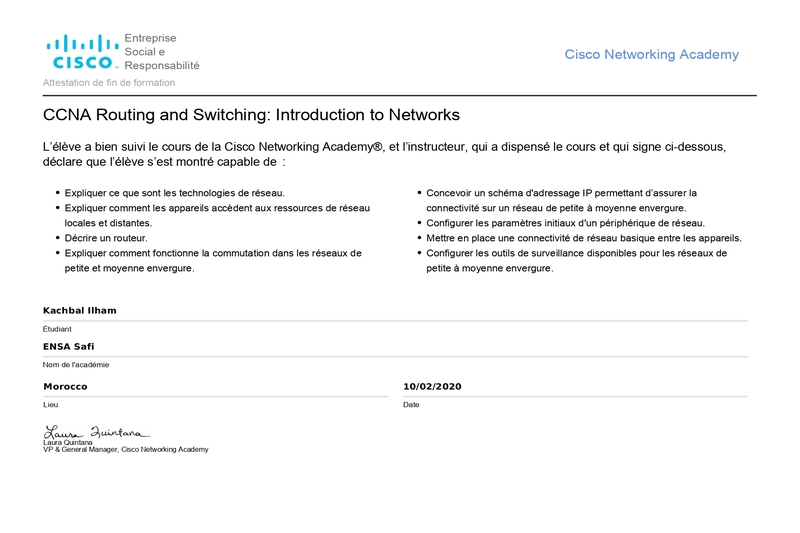 Entreprise
Social e
Responsabilité
CISCO
Cisco Networking Academy
Attestation de fin de formation
CCNA Routing and Switching: Introduction to Networks
L’élève a bien suivi le cours de la Cisco Networking Academy®, et l’instructeur, qui a dispensé le cours et qui signe ci-dessous,
déclare que l’élève s’est montré capable de :
• Expliquer ce que sont les technologies de réseau.
• Expliquer comment les appareils accèdent aux ressources de réseau
locales et distantes.
• Décrire un routeur.
• Expliquer comment fonctionne la commutation dans les réseaux de
petite et moyenne envergure.
• Concevoir un schéma d'adressage IP permettant d’assurer la
connectivité sur un réseau de petite à moyenne envergure.
• Configurer les paramètres initiaux d'un périphérique de réseau.
• Mettre en place une connectivité de réseau basique entre les appareils.
• Configurer les outils de surveillance disponibles pour les réseaux de
petite à moyenne envergure.
Kachbal Ilham
Étudiant
ENSA Safi
Nom de l'académie
Morocco
Lieu
10/02/2020
Date
Laura Quintana
Laura Quintana
VP & General Manager, Cisco Networking Academy